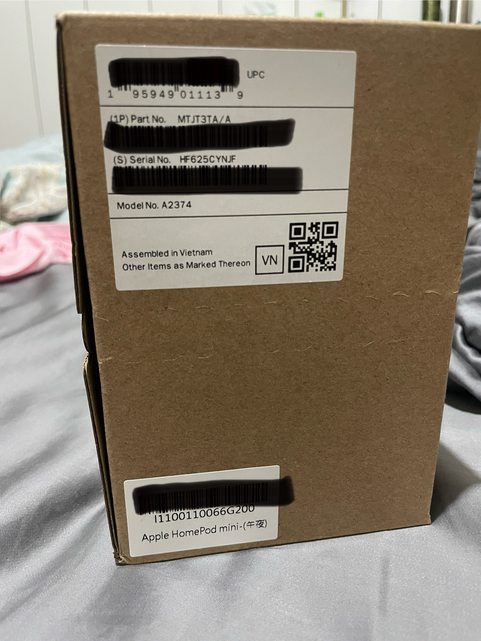 UPC
1 95949 01113 9
(1P) Part No. MTJT3TA/A
(S) Serial No. HF625CYNJF
Model No. A2374
Assembled in Vietnam
Other Items as Marked Thereon
VN
I1100110066G200
Apple HomePod mini-(午夜)